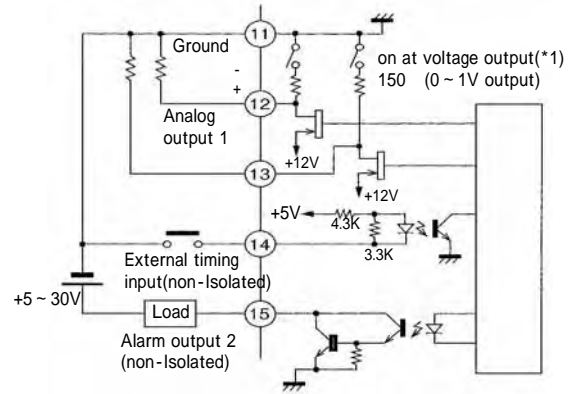 Ground
11
on at voltage output(*1)
150 (0 ~ 1V output)
-
+
12
Analog
output 1
+12V
13
+12V
+5V
4.3K
14
3.3K
External timing
input(non-Isolated)
+5 ~ 30V
Load
15
Alarm output 2
(non-Isolated)